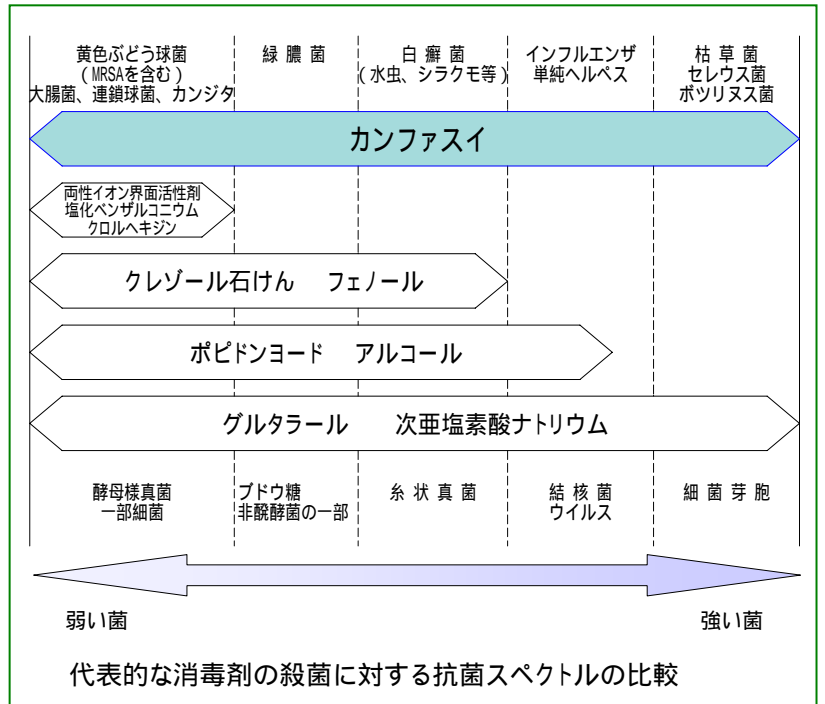 黄色ぶどう球菌
(MRSAを含む)
大腸菌、連鎖球菌、カンジタ
緑膿菌
白癬菌
(水虫、シラクモ等)
インフルエンザ
単純ヘルペス
枯草菌
セレウス菌
ボツリヌス菌
カンファスイ
両性イオン界面活性剤
塩化ベンザルコニウム
クロルヘキジン
クレゾール石けん フェノール
ポピドンヨード アルコール
グルタラール 次亜塩素酸ナトリウム
酵母様真菌
一部細菌
ブドウ糖
非醗酵菌の一部
糸状真菌
結核菌
ウイルス
細菌芽胞
弱い菌
強い菌
代表的な消毒剤の殺菌に対する抗菌スペクトルの比較